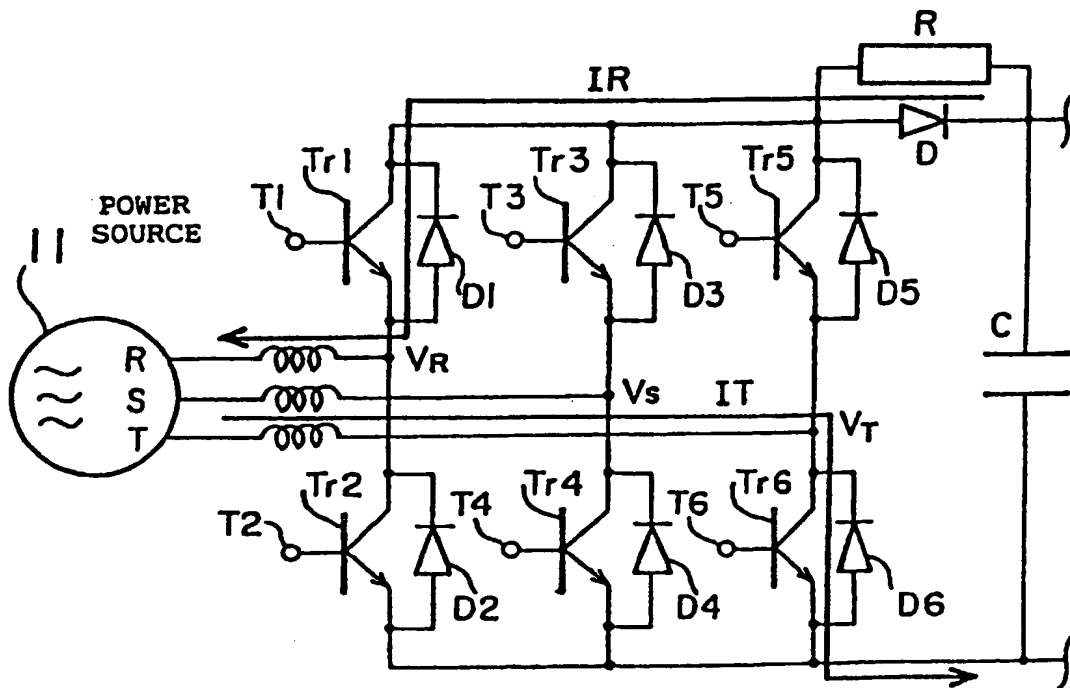 R
IR
D
Tr1 Tr3 Tr5
T1 T3 T5
POWER
SOURCE
11
D1 D3 D5
C
R VR
S Vs IT
T VT
Tr2 Tr4 Tr6
T2 T4 T6
D2 D4 D6